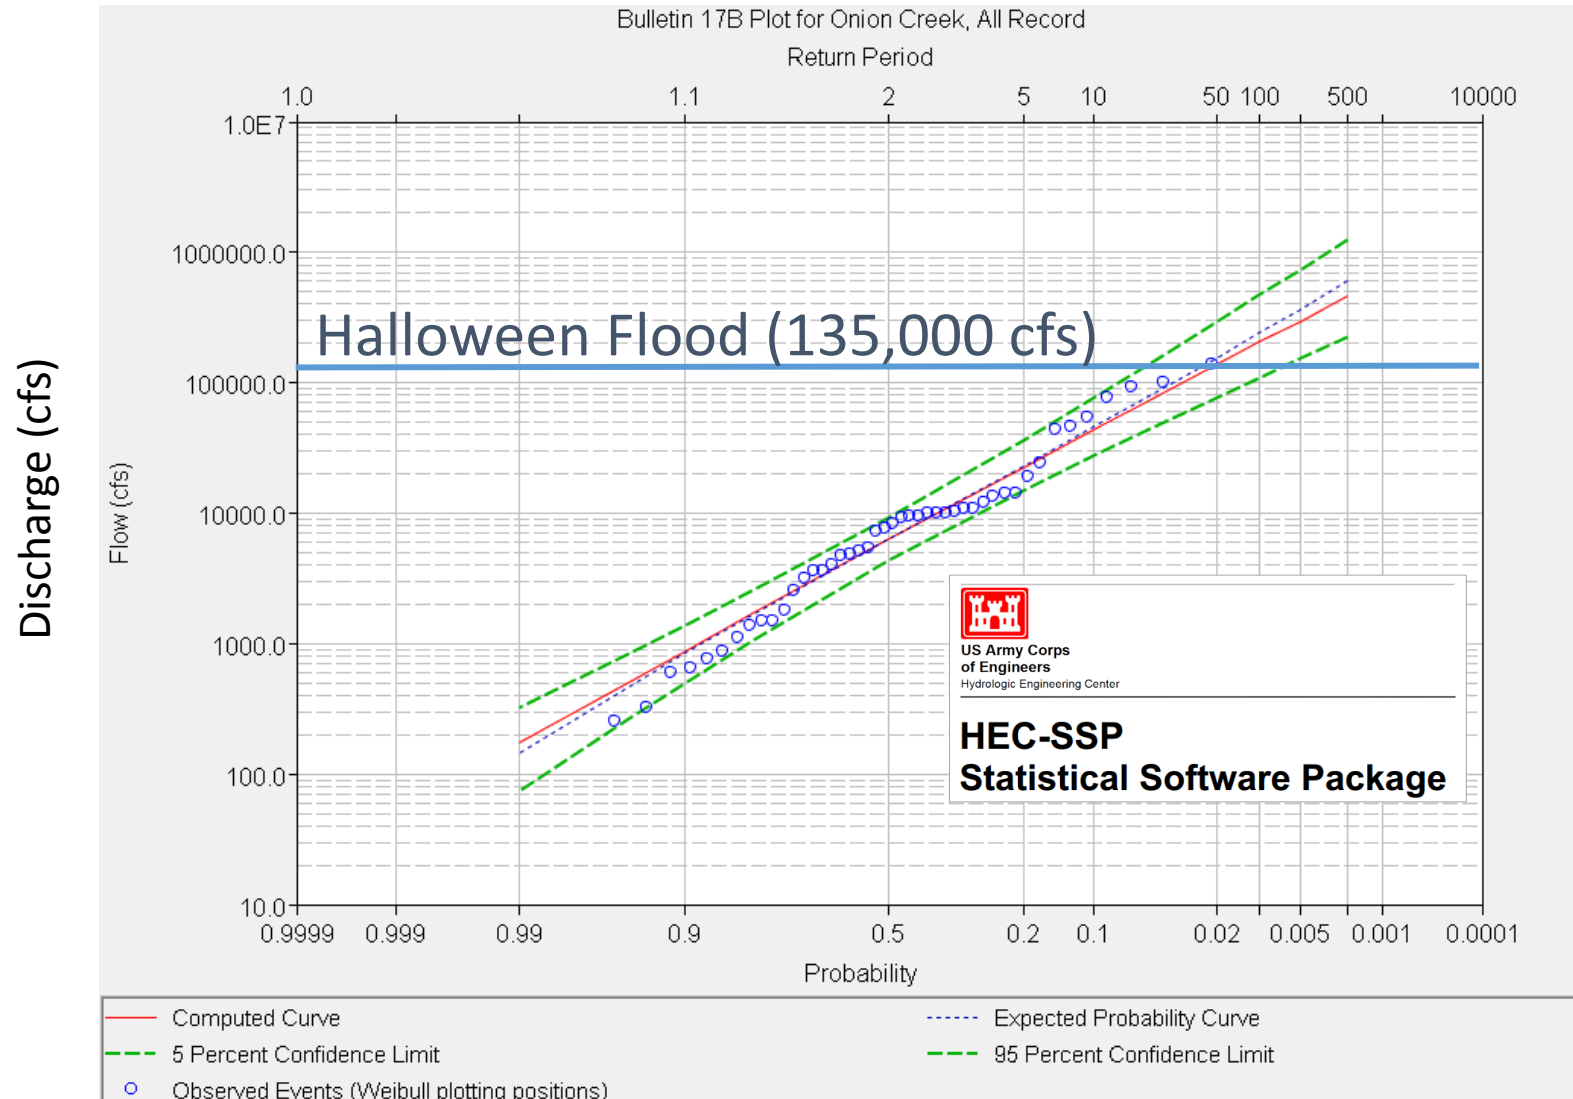 Bulletin 17B Plot for Onion Creek, All Record
Return Period
1.0 1.1 2 5 10 50 100 500 10000
1.0E7
1000000.0
Halloween Flood (135,000 cfs)
100000.0
Discharge (cfs)
Flow (cfs)
10000.0
1000.0
100.0
10.0
US Army Corps
of Engineers
Hydrologic Engineering Center
HEC-SSP
Statistical Software Package
0.9999 0.999 0.99 0.9 0.5 0.2 0.1 0.02 0.005 0.001 0.0001
Probability
Computed Curve
Expected Probability Curve
5 Percent Confidence Limit
95 Percent Confidence Limit
Observed Events (Weibull plotting positions)